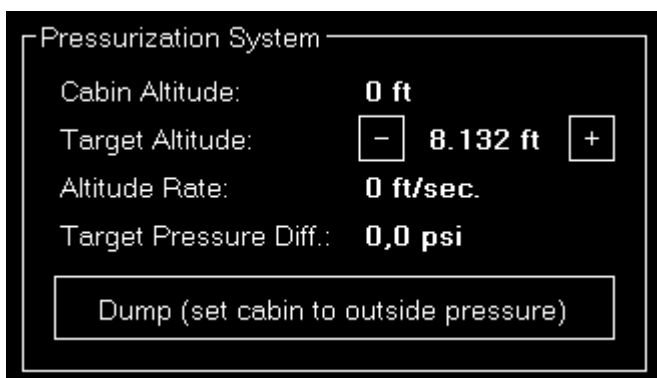 Pressurization System
Cabin Altitude: 0 ft
Target Altitude: - 8.132 ft +
Altitude Rate: 0 ft/sec.
Target Pressure Diff.: 0,0 psi
Dump (set cabin to outside pressure)